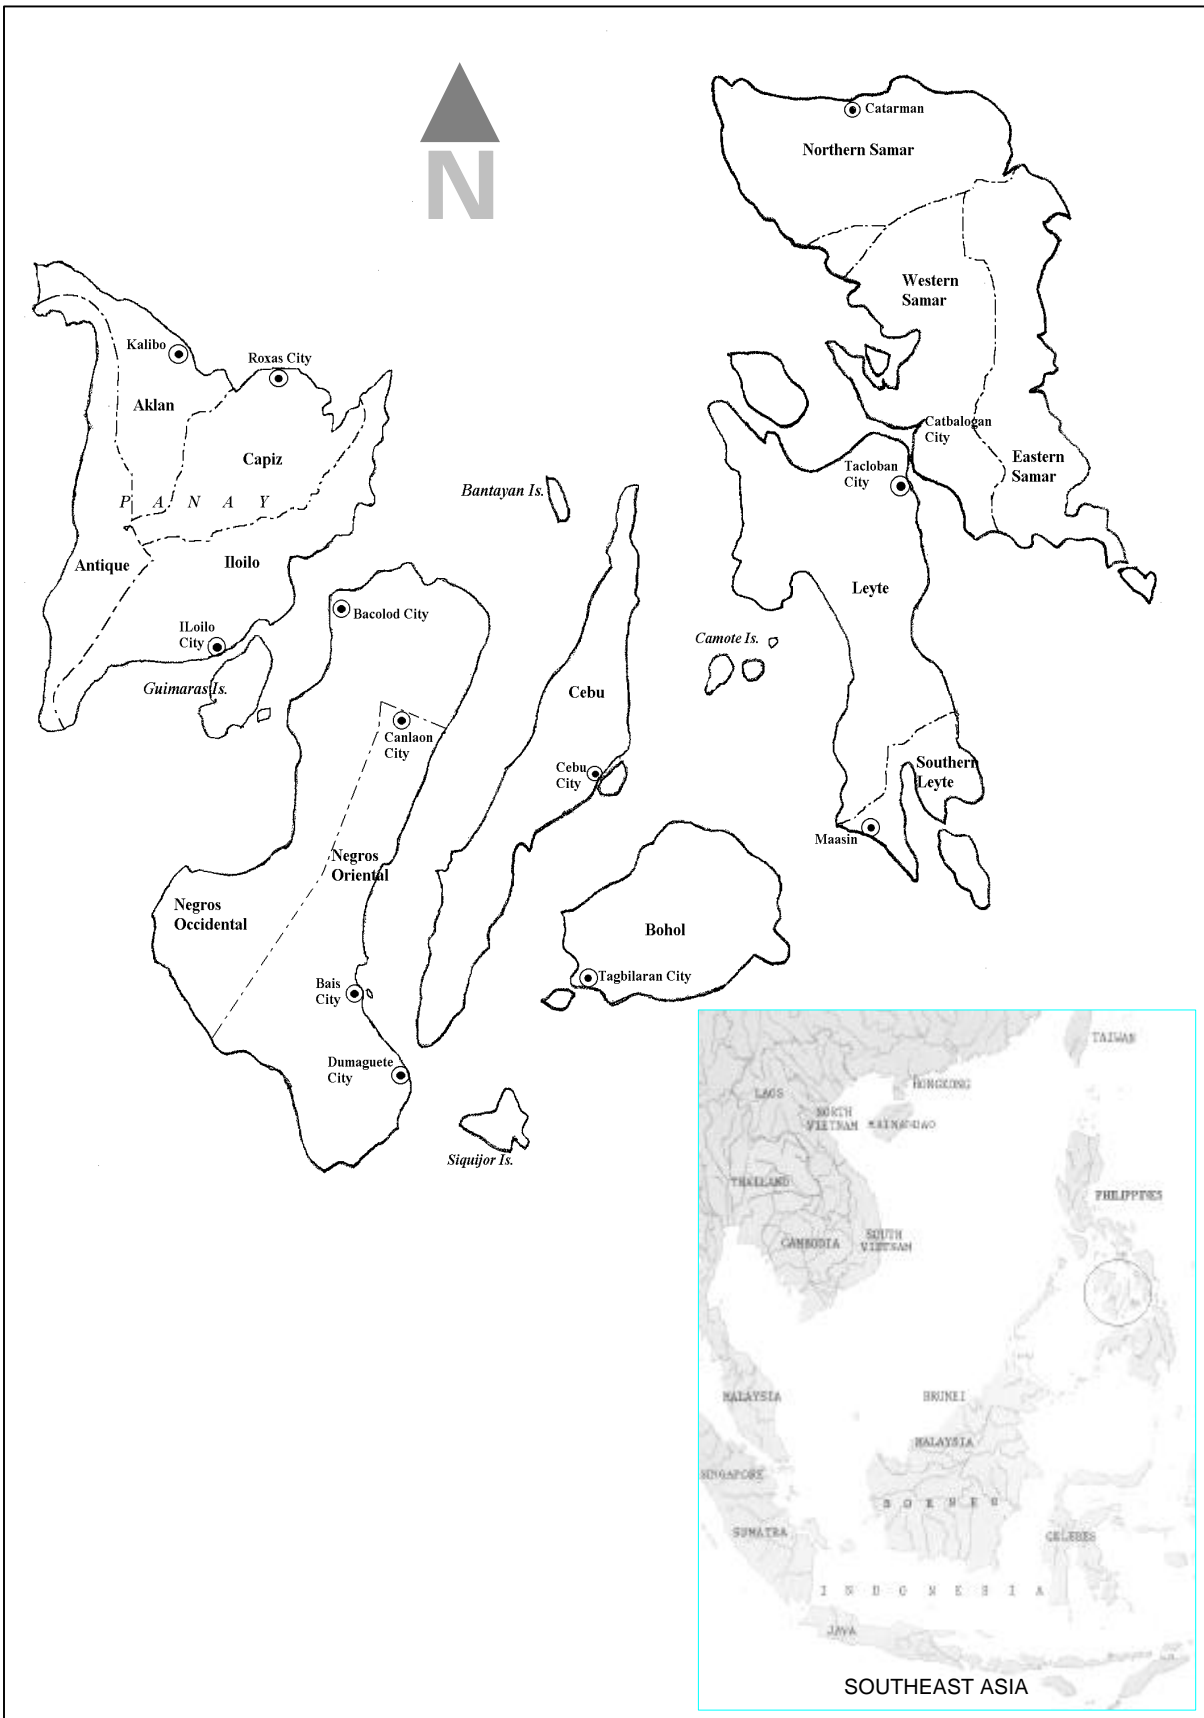 N
Catarman
Northern Samar
Western
Samar
Kalibo
Roxas City
Aklan
Capiz
Catbalogan
City
Eastern
Samar
Tacloban
City
P A N A Y
Bantayan Is.
Antique
Iloilo
Leyte
Bacolod City
ILoilo
City
Camote Is.
Guimaras Is.
Cebu
Canlaon
City
Southern
Leyte
Cebu
City
Maasin
Negros
Oriental
Negros
Occidental
Bohol
Tagbilaran City
Bais
City
Dumaguete
City
Siquijor Is.
TAIWAN
HONGKONG
LAOS
NORTH
VIETNAM
HAINANDAO
THAILAND
PHILIPPINES
CAMBODIA
SOUTH
VIETNAM
MALAYSIA
BRUNEI
MALAYSIA
SINGAPORE
BORNEO
SUMATRA
CELEBES
I N D O N E S I A
JAVA
SOUTHEAST ASIA